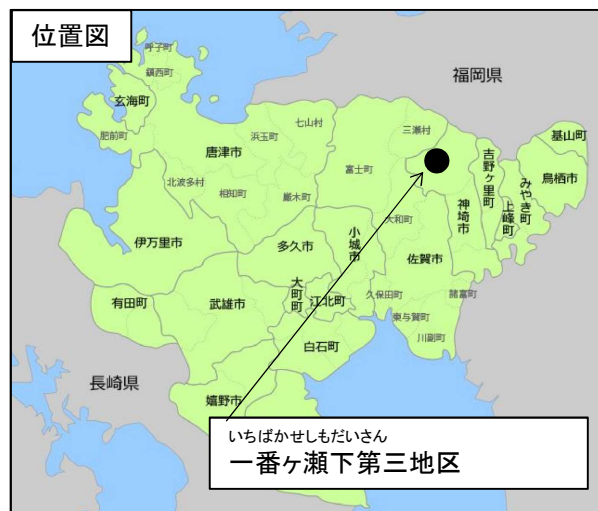 位置図
呼子町
鎮西町
玄海町
肥前町
福岡県
七山村
浜玉町
唐津市
三瀬村
基山町
吉野ヶ里町
鳥栖市
みやき町
上峰町
北波多村
相知町
厳木町
富士町
神埼市
大和町
伊万里市
多久市
小城市
佐賀市
大町町
江北町
久保田町
諸富町
有田町
武雄市
東与賀町
川副町
白石町
長崎県
嬉野市
いちばかせしもだいさん
一番ヶ瀬下第三地区